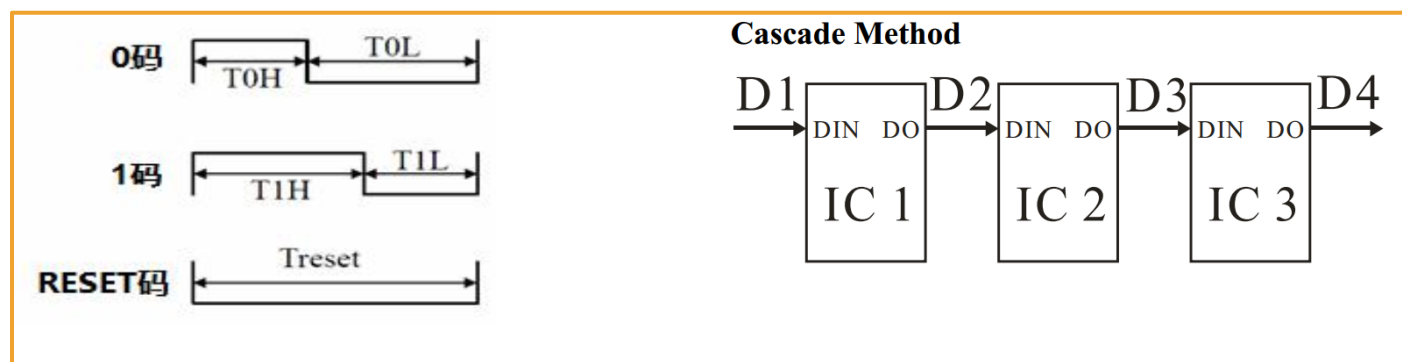 0码
T0H
T0L
1码
T1H
T1L
RESET码
Treset
Cascade Method
D1
D2
D3
D4
DIN DO
DIN DO
DIN DO
IC 1
IC 2
IC 3